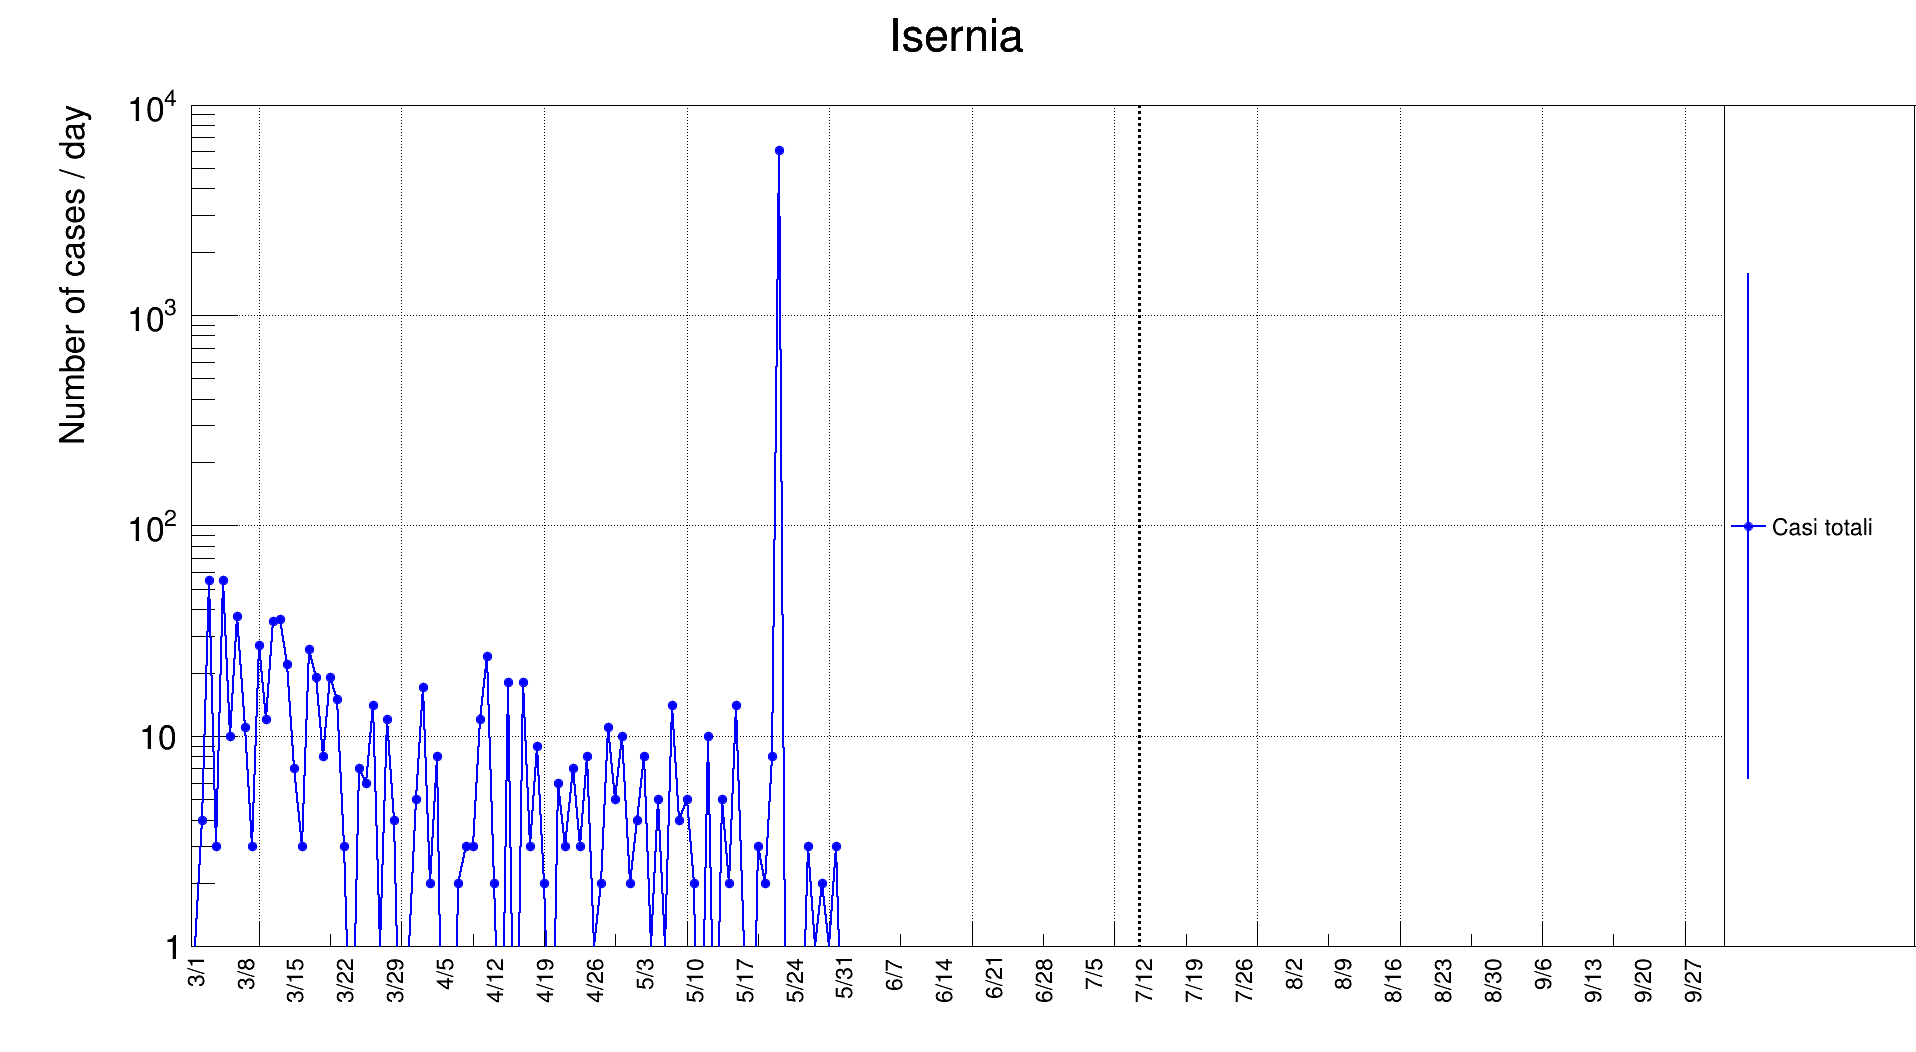 Isernia
Number of cases / day
10^4
10^3
10^2
10
1
3/1 3/8 3/15 3/22 3/29 4/5 4/12 4/19 4/26 5/3 5/10 5/17 5/24 5/31 6/7 6/14 6/21 6/28 7/5 7/12 7/19 7/26 8/2 8/9 8/16 8/23 8/30 9/6 9/13 9/20 9/27
Casi totali